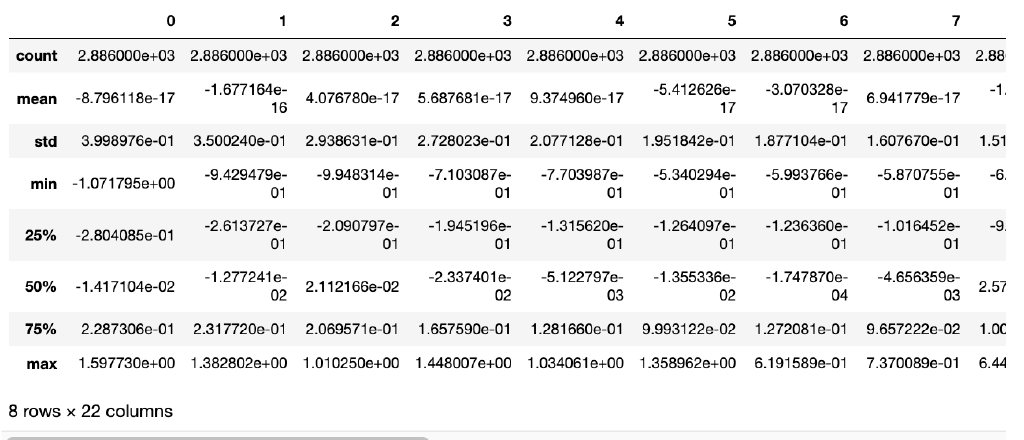 0 1 2 3 4 5 6 7
count 2.886000e+03 2.886000e+03 2.886000e+03 2.886000e+03 2.886000e+03 2.886000e+03 2.886000e+03 2.886000e+03 2.88
mean -8.796118e-17 -1.677164e-16 4.076780e-17 5.687681e-17 9.374960e-17 -5.412626e-17 -3.070328e-17 6.941779e-17 -1.
std 3.998976e-01 3.500240e-01 2.938631e-01 2.728023e-01 2.077128e-01 1.951842e-01 1.877104e-01 1.607670e-01 1.51
min -1.071795e+00 -9.429479e-01 -9.948314e-01 -7.103087e-01 -7.703987e-01 -5.340294e-01 -5.993766e-01 -5.870755e-01 -6.
25% -2.804085e-01 -2.613727e-01 -2.090797e-01 -1.945196e-01 -1.315620e-01 -1.264097e-01 -1.236360e-01 -1.016452e-01 -9.
50% -1.417104e-02 -1.277241e-02 2.112166e-02 -2.337401e-02 -5.122797e-03 -1.355336e-02 -1.747870e-04 -4.656359e-03 2.57
75% 2.287306e-01 2.317720e-01 2.069571e-01 1.657590e-01 1.281660e-01 9.993122e-02 1.272081e-01 9.657222e-02 1.00
max 1.597730e+00 1.382802e+00 1.010250e+00 1.448007e+00 1.034061e+00 1.358962e+00 6.191589e-01 7.370089e-01 6.44
8 rows × 22 columns